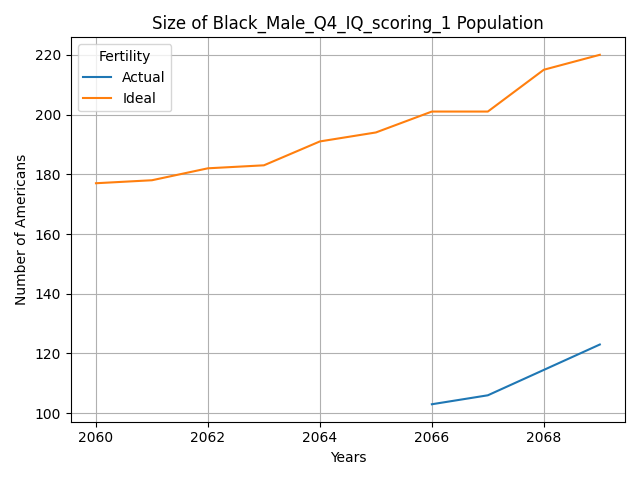 Size of Black_Male_Q4_IQ_scoring_1 Population
Fertility
Actual
Ideal
Number of Americans
220
200
180
160
140
120
100
2060 2062 2064 2066 2068
Years